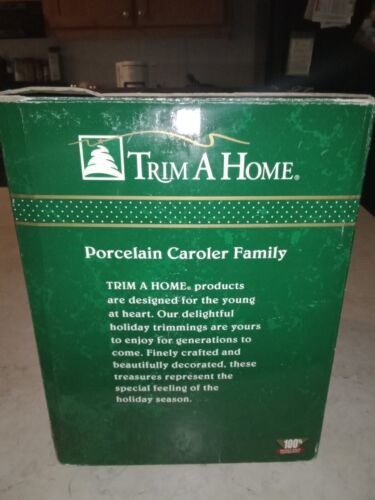 TRIM A HOME®
Porcelain Caroler Family
TRIM A HOME® products
are designed for the young
at heart. Our delightful
holiday trimmings are yours
to enjoy for generations to
come. Finely crafted and
beautifully decorated, these
treasures represent the
special feeling of the
holiday season.
100%